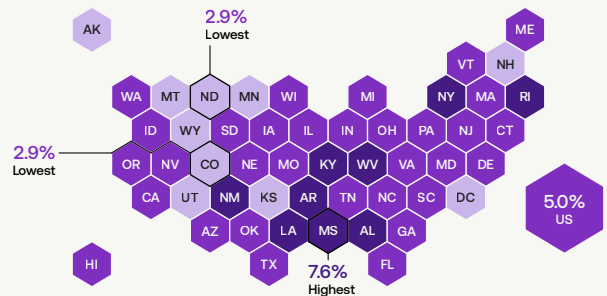 2.9%
Lowest
AK
ME
VT NH
WA MT ND MN WI MI NY MA RI
ID WY SD IA IL IN OH PA NJ CT
2.9%
Lowest
OR NV CO NE MO KY WV VA MD DE
CA UT NM KS AR TN NC SC DC
5.0%
US
AZ OK LA MS AL GA
HI TX FL
7.6%
Highest